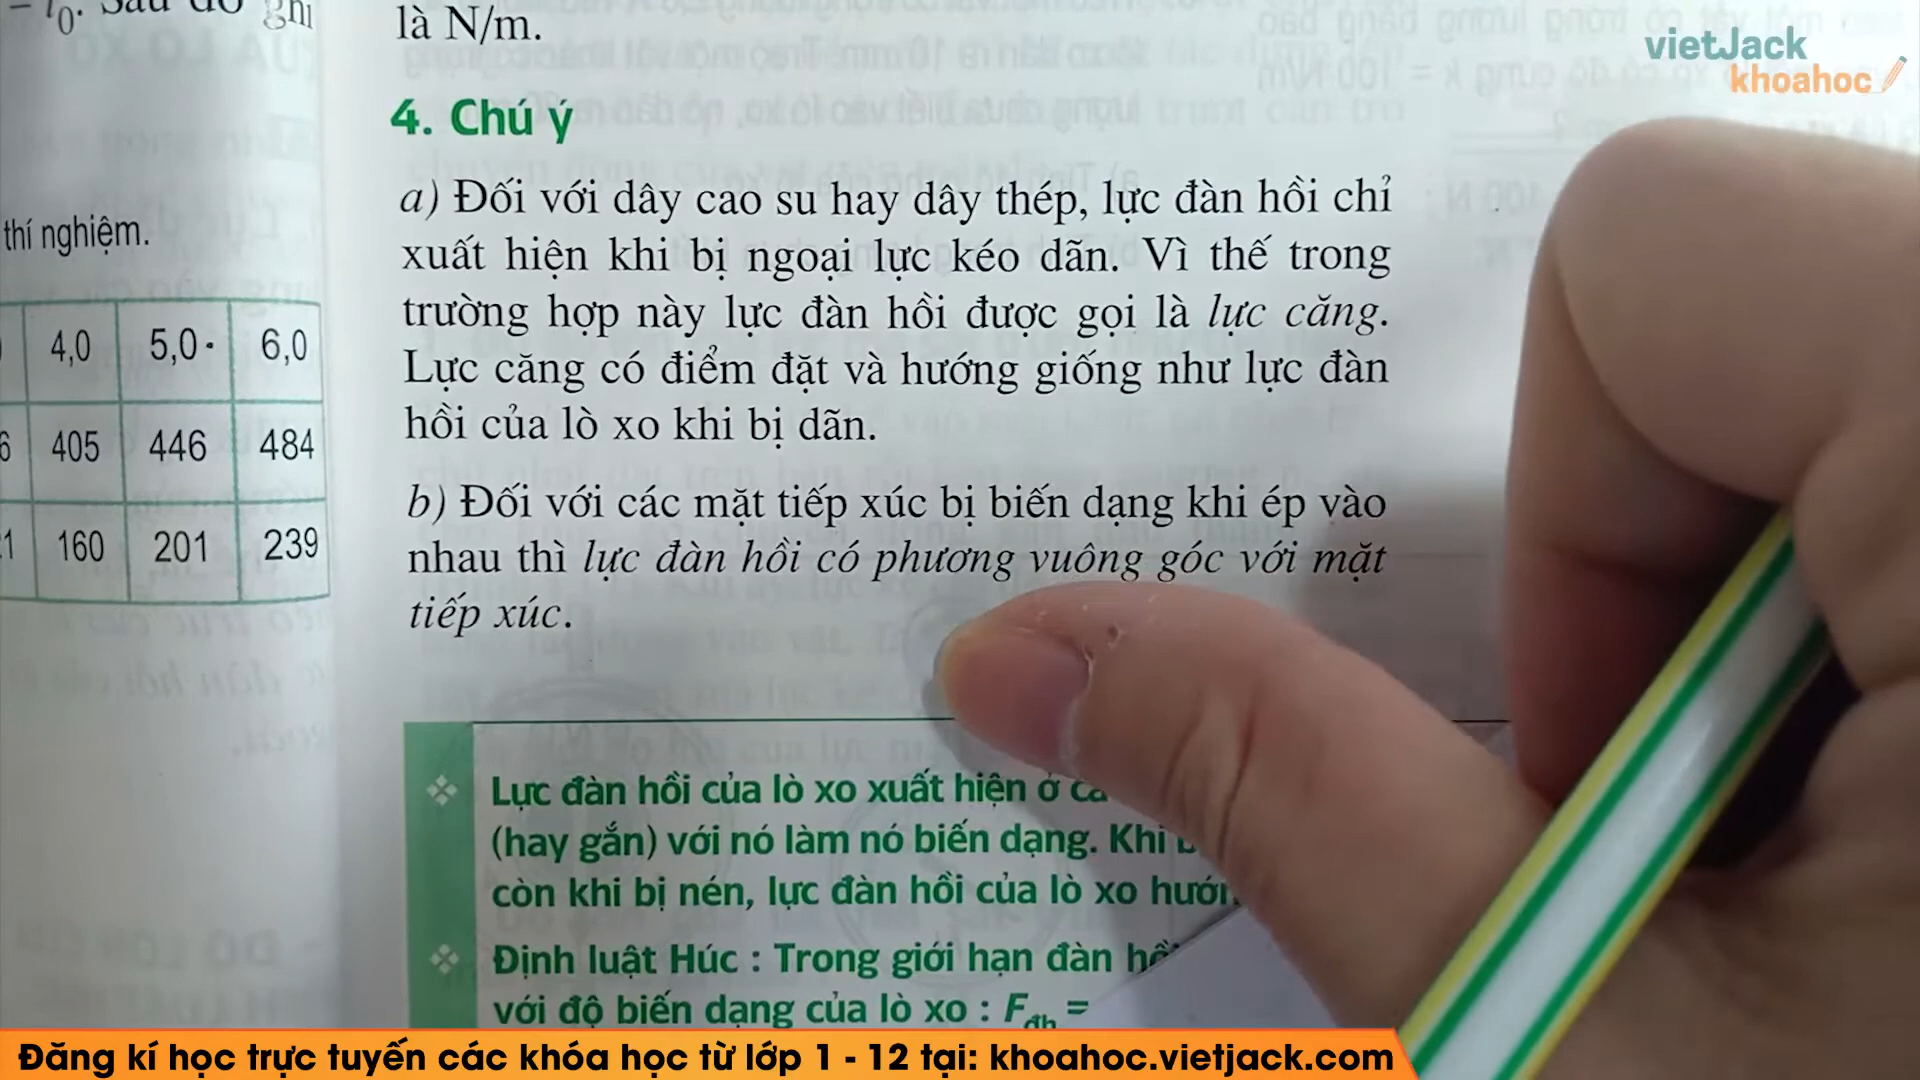 là N/m.
4. Chú ý
a) Đối với dây cao su hay dây thép, lực đàn hồi chỉ
xuất hiện khi bị ngoại lực kéo dãn. Vì thế trong
trường hợp này lực đàn hồi được gọi là lực căng.
Lực căng có điểm đặt và hướng giống như lực đàn
hồi của lò xo khi bị dãn.
b) Đối với các mặt tiếp xúc bị biến dạng khi ép vào
nhau thì lực đàn hồi có phương vuông góc với mặt
tiếp xúc.
thí nghiệm.
4,0 5,0 6,0
405 446 484
160 201 239
Lực đàn hồi của lò xo xuất hiện ở
(hay gắn) với nó làm nó biến dạng. Khi
còn khi bị nén, lực đàn hồi của lò xo
Định luật Húc : Trong giới hạn đàn
với độ biến dạng của lò xo : Fđh =
vietJack
khoahoc
Đăng kí học trực tuyến các khóa học từ lớp 1 - 12 tại: khoahoc.vietjack.com